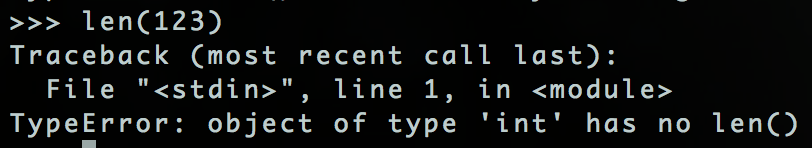 >>> len(123)
Traceback (most recent call last):
  File "<stdin>", line 1, in <module>
TypeError: object of type 'int' has no len()